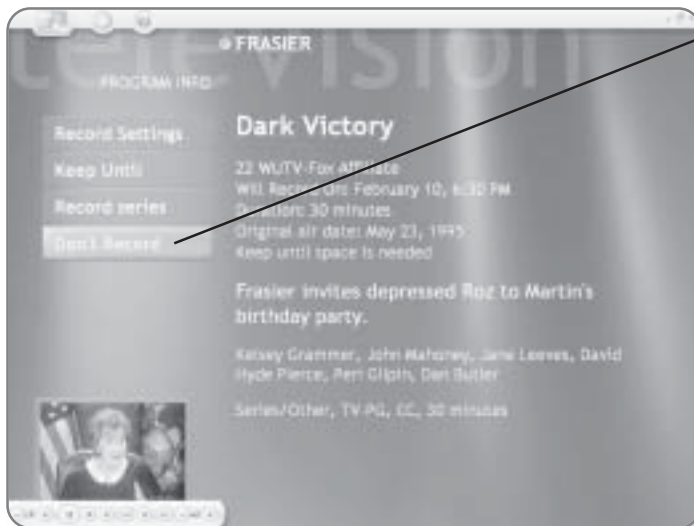 television
FRASIER
PROGRAM INFO
Dark Victory
Record Settings
Keep Until
Record series
Don't Record
22 WUTV-Fox Affiliate
Will Record On: February 10, 6:30 PM
Duration: 30 minutes
Original air date: May 23, 1995
Keep until space is needed
Frasier invites depressed Roz to Martin's
birthday party.
Kelsey Grammer, John Mahoney, Jane Leeves, David
Hyde Pierce, Peri Gilpin, Dan Butler
Series/Other, TV-PG, CC, 30 minutes